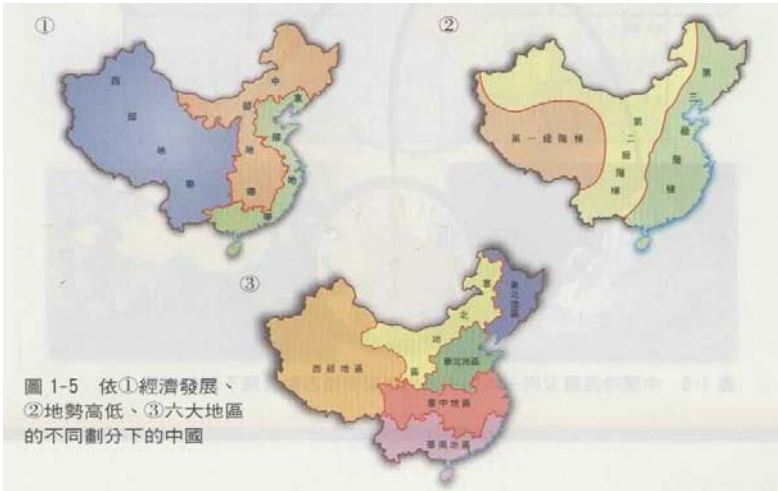 ①
西部地帶
中部地帶
東部地帶
②
第一級階梯
第二級階梯
第三級階梯
③
西部地區
塞北地區
東北地區
華北地區
華中地區
華南地區
圖 1-5 依①經濟發展、
②地勢高低、③六大地區
的不同劃分下的中國